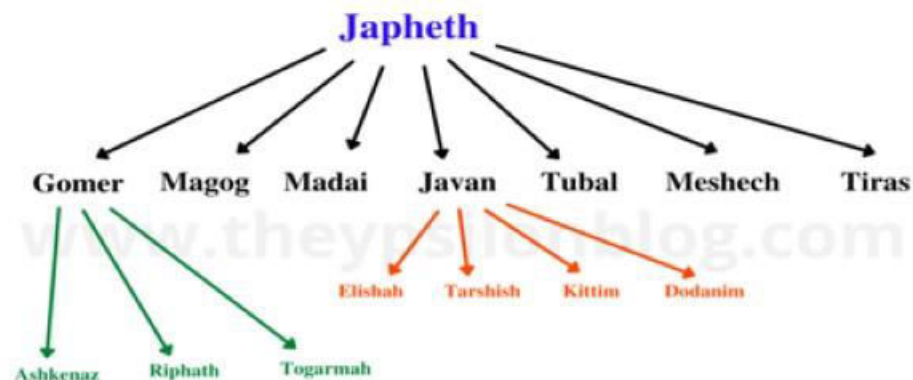 Japheth
Gomer Magog Madai Javan Tubal Meshech Tiras
www.theypsilonblog.com
Elishah Tarshish Kittim Dodanim
Ashkenaz Riphath Togarmah